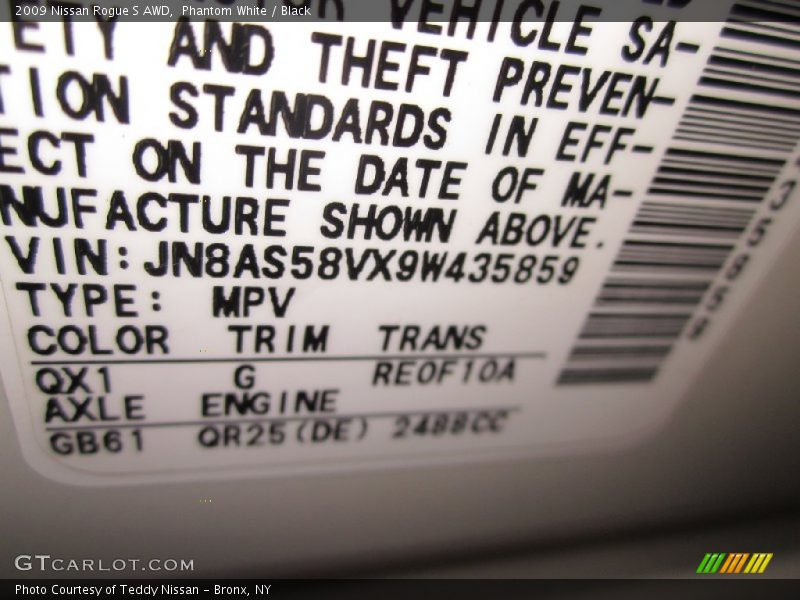 2009 Nissan Rogue S AWD, Phantom White / Black
VEHICLE SA-
ETY AND THEFT PREVEN-
TION STANDARDS IN EFF-
ECT ON THE DATE OF MA-
NUFACTURE SHOWN ABOVE.
VIN: JN8AS58VX9W435859
TYPE: MPV
COLOR TRIM TRANS
QX1 G RE0F10A
AXLE ENGINE
GB61 QR25(DE) 2488CC
GTCARLOT.COM
Photo Courtesy of Teddy Nissan - Bronx, NY